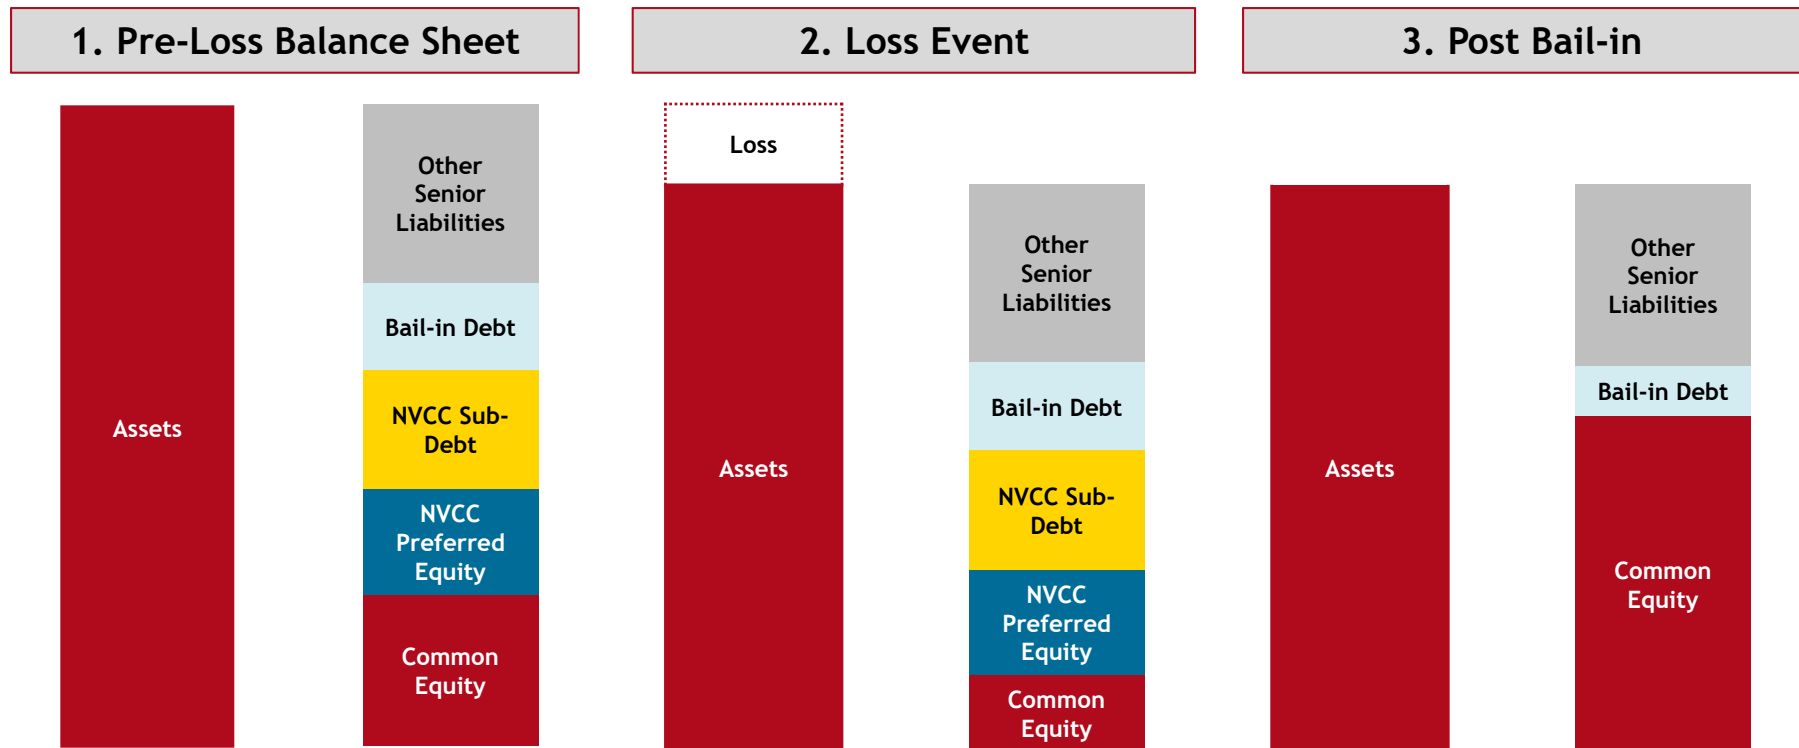 1. Pre-Loss Balance Sheet
2. Loss Event
3. Post Bail-in
Assets
Other
Senior
Liabilities
Bail-in Debt
NVCC Sub-
Debt
NVCC
Preferred
Equity
Common
Equity
Loss
Assets
Other
Senior
Liabilities
Bail-in Debt
NVCC Sub-
Debt
NVCC
Preferred
Equity
Common
Equity
Assets
Other
Senior
Liabilities
Bail-in Debt
Common
Equity